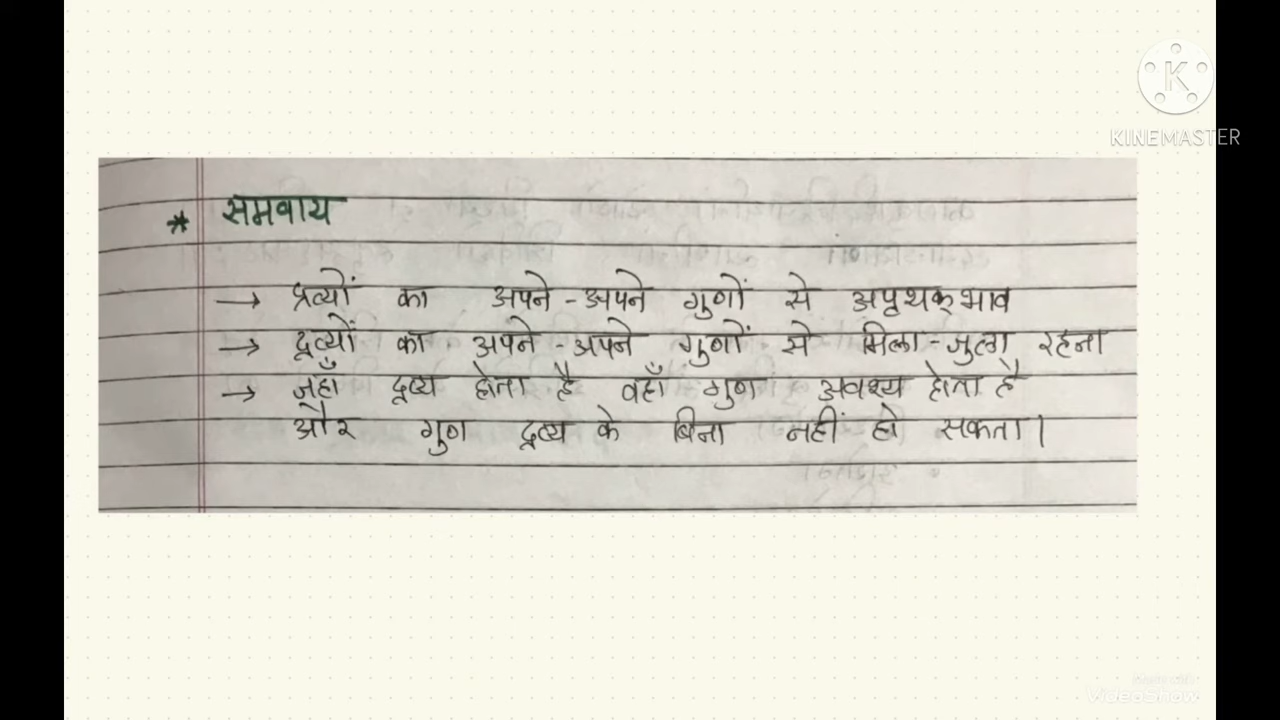 KINEMASTER
* समवाय
→ द्रव्यों का अपने-अपने गुणों से अपृथक् भाव
→ द्रव्यों का अपने-अपने गुणों से मिला-जुला रहना
→ जहाँ द्रव्य होता है वहाँ गुण अवश्य होता है
और गुण द्रव्य के बिना नहीं हो सकता।
VideoShow